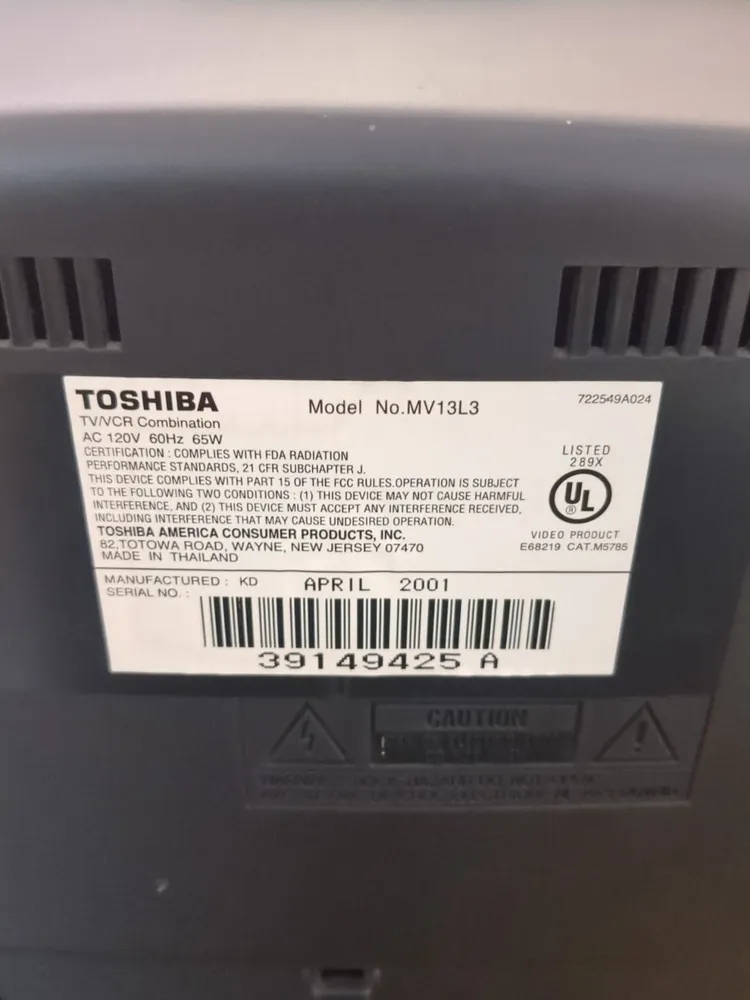 TOSHIBA
Model No.MV13L3
722549A024
TV/VCR Combination
AC 120V 60Hz 65W
CERTIFICATION : COMPLIES WITH FDA RADIATION
PERFORMANCE STANDARDS, 21 CFR SUBCHAPTER J.
THIS DEVICE COMPLIES WITH PART 15 OF THE FCC RULES.OPERATION IS SUBJECT
TO THE FOLLOWING TWO CONDITIONS : (1) THIS DEVICE MAY NOT CAUSE HARMFUL
INTERFERENCE, AND (2) THIS DEVICE MUST ACCEPT ANY INTERFERENCE RECEIVED,
INCLUDING INTERFERENCE THAT MAY CAUSE UNDESIRED OPERATION.
TOSHIBA AMERICA CONSUMER PRODUCTS, INC.
82,TOTOWA ROAD, WAYNE, NEW JERSEY 07470
MADE IN THAILAND
LISTED
289X
UL
®
VIDEO PRODUCT
E68219 CAT.M5785
MANUFACTURED : KD APRIL 2001
SERIAL NO. :
39149425 A
CAUTION